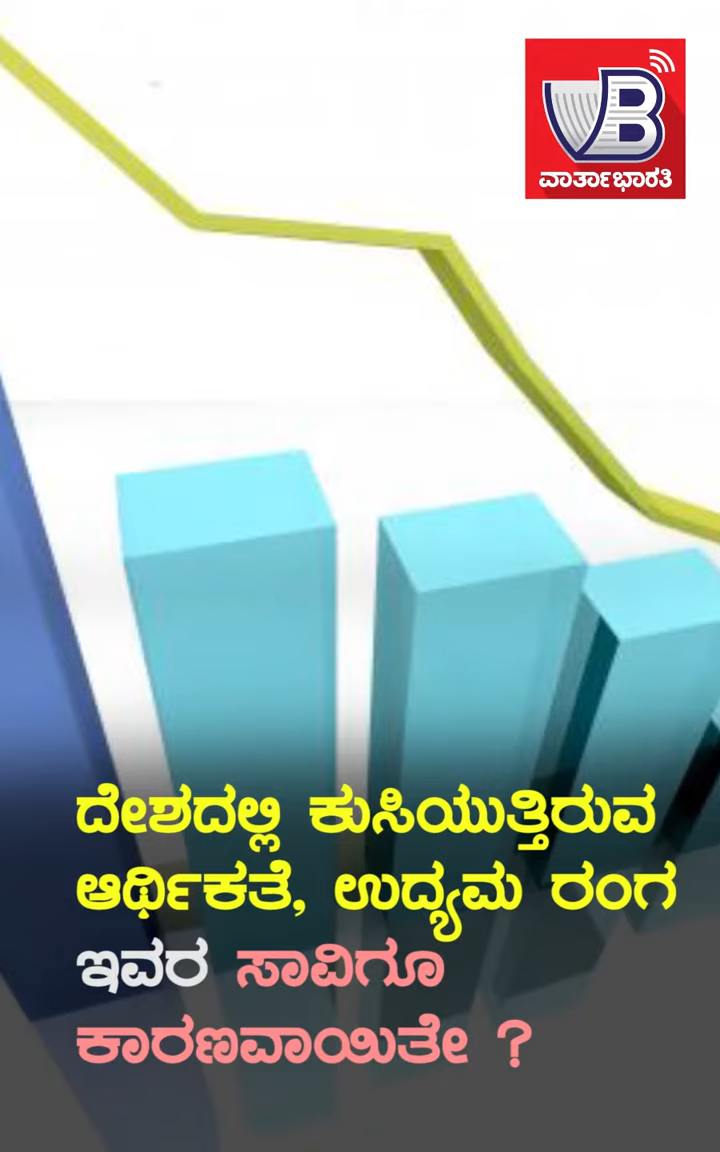 ವಾರ್ತಾಭಾರತಿ
ದೇಶದಲ್ಲಿ ಕುಸಿಯುತ್ತಿರುವ
ಆರ್ಥಿಕತೆ, ಉದ್ಯಮ ರಂಗ
ಇವರ ಸಾವಿಗೂ
ಕಾರಣವಾಯಿತೇ ?